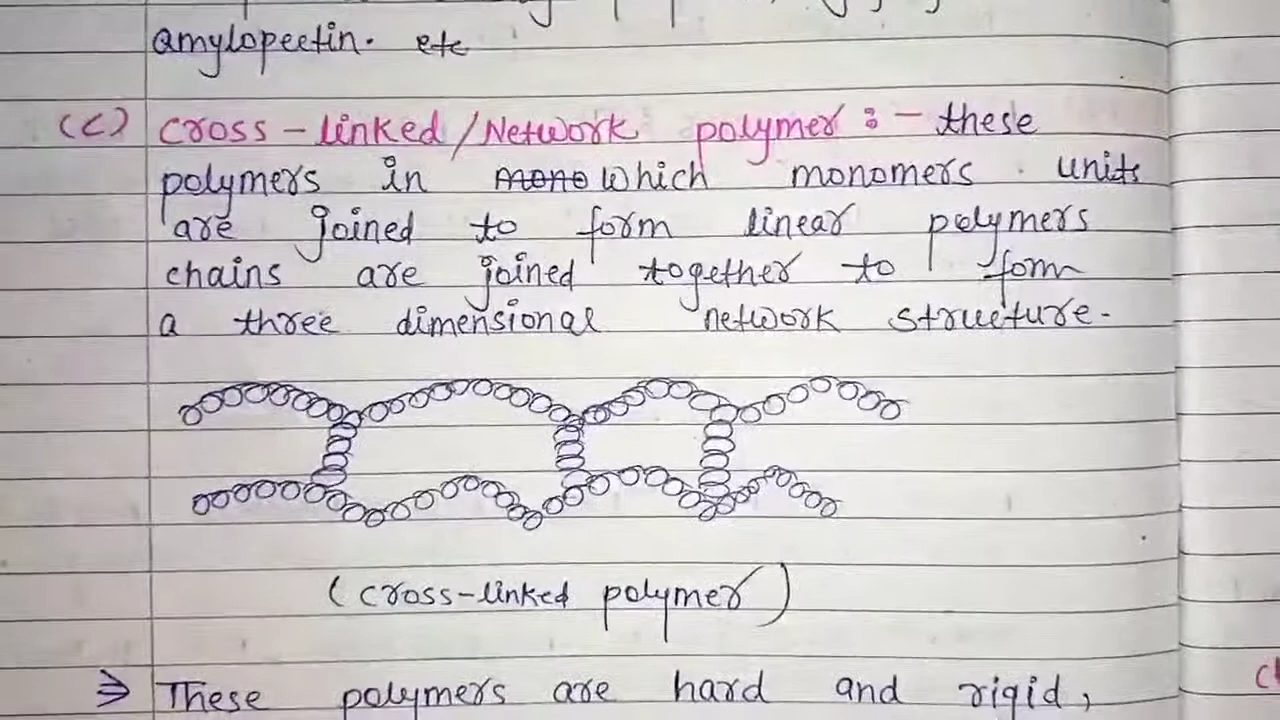 amylopectin. etc
(C) Cross-linked/Network polymer :- these
polymers in mono which monomers units
are joined to form linear polymers
chains are joined together to form
a three dimensional network structure.
(cross-linked polymer)
⇒ These polymers are hard and rigid,